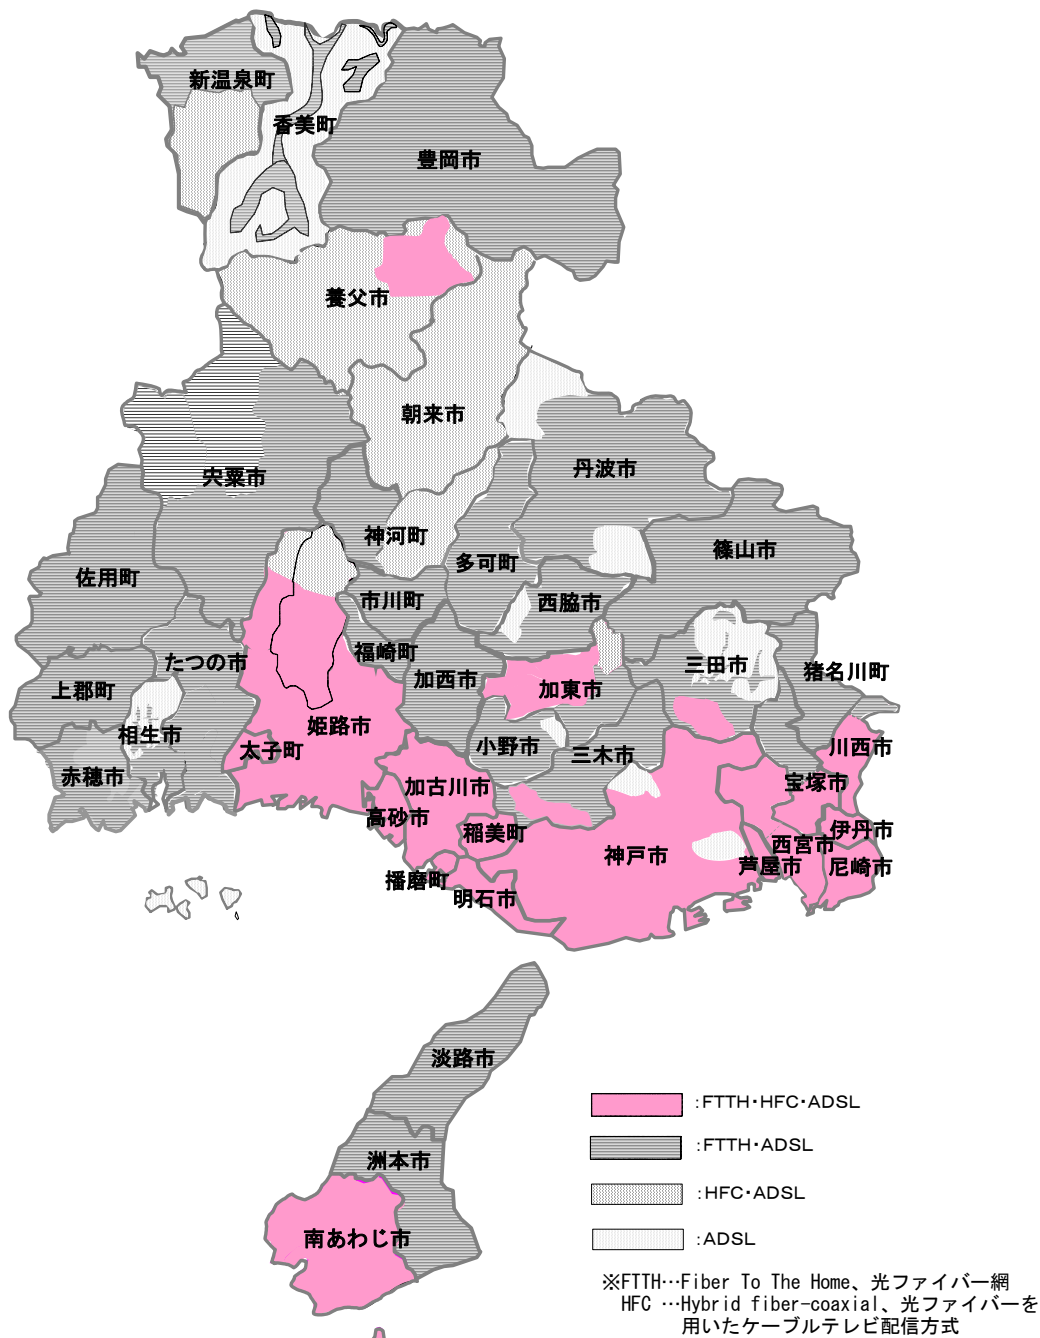 新温泉町
香美町
豊岡市
養父市
朝来市
宍粟市
丹波市
神河町
多可町
篠山市
佐用町
市川町
西脇市
福崎町
たつの市
加西市
加東市
三田市
猪名川町
上郡町
相生市
姫路市
太子町
小野市
三木市
川西市
赤穂市
加古川市
宝塚市
高砂市
稲美町
伊丹市
西宮市
神戸市
芦屋市
尼崎市
播磨町
明石市
淡路市
洲本市
南あわじ市
:FTTH・HFC・ADSL
:FTTH・ADSL
:HFC・ADSL
:ADSL
※FTTH…Fiber To The Home、光ファイバー網
HFC …Hybrid fiber-coaxial、光ファイバーを
用いたケーブルテレビ配信方式